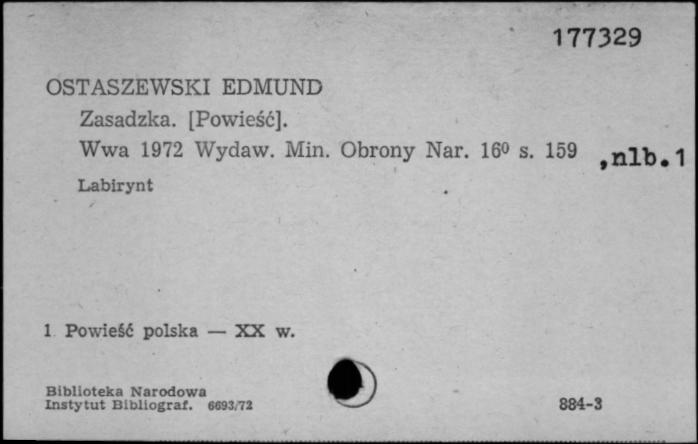 177329
OSTASZEWSKI EDMUND
Zasadzka. [Powieść].
Wwa 1972 Wydaw. Min. Obrony Nar. 16⁰ s. 159 ,nlb.1
Labirynt
1 Powieść polska — XX w.
Biblioteka Narodowa
Instytut Bibliograf. 6693/72
884-3